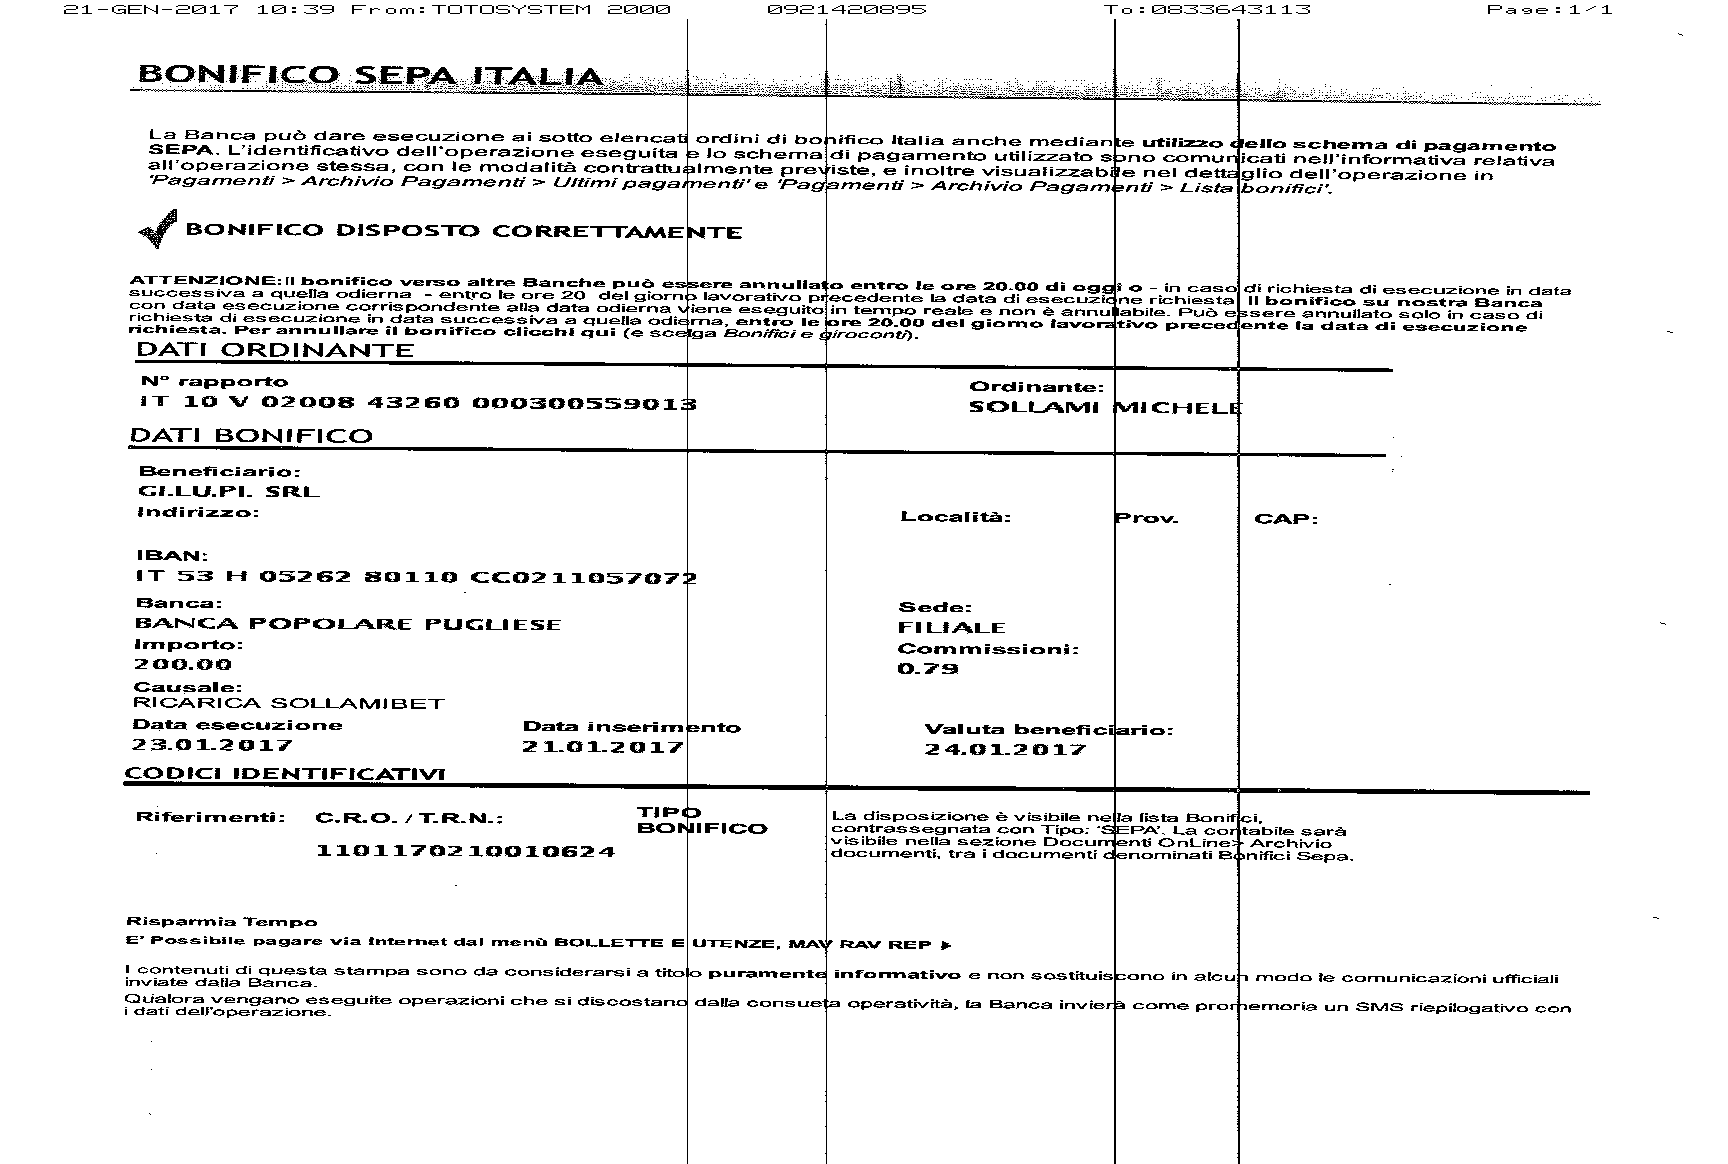 21-GEN-2017 10:39 From:TOTOSYSTEM 2000 0921420895 To:0833643113 Page:1/1
BONIFICO SEPA ITALIA
La Banca può dare esecuzione ai sotto elencati ordini di bonifico Italia anche mediante utilizzo dello schema di pagamento
SEPA. L'identificativo dell'operazione eseguita e lo schema di pagamento utilizzato sono comunicati nell'informativa relativa
all'operazione stessa, con le modalità contrattualmente previste, e inoltre visualizzabile nel dettaglio dell'operazione in
'Pagamenti > Archivio Pagamenti > Ultimi pagamenti' e 'Pagamenti > Archivio Pagamenti > Lista bonifici'.
BONIFICO DISPOSTO CORRETTAMENTE
ATTENZIONE: Il bonifico verso altre Banche può essere annullato entro le ore 20.00 di oggi o - in caso di richiesta di esecuzione in data
successiva a quella odierna - entro le ore 20 del giorno lavorativo precedente la data di esecuzione richiesta. Il bonifico su nostra Banca
con data esecuzione corrispondente alla data odierna viene eseguito in tempo reale e non è annullabile. Può essere annullato solo in caso di
richiesta di esecuzione in data successiva a quella odierna, entro le ore 20.00 del giorno lavorativo precedente la data di esecuzione
richiesta. Per annullare il bonifico clicchi qui (e scelga Bonifici e giroconti).
DATI ORDINANTE
N° rapporto Ordinante:
IT 10 V 02008 43260 000300559013 SOLLAMI MICHELE
DATI BONIFICO
Beneficiario:
GI.LU.PI. SRL
Indirizzo: Località: Prov. CAP:
IBAN:
IT 53 H 05262 80110 CC0211057072
Banca: Sede:
BANCA POPOLARE PUGLIESE FILIALE
Importo: Commissioni:
200.00 0.79
Causale:
RICARICA SOLLAMIBET
Data esecuzione Data inserimento Valuta beneficiario:
23.01.2017 21.01.2017 24.01.2017
CODICI IDENTIFICATIVI
Riferimenti: C.R.O. / T.R.N.: TIPO BONIFICO
1101170210010624
La disposizione è visibile nella lista Bonifici,
contrassegnata con Tipo: 'SEPA'. La contabile sarà
visibile nella sezione Documenti OnLine> Archivio
documenti, tra i documenti denominati Bonifici Sepa.
Risparmia Tempo
E' Possibile pagare via Internet dal menù BOLLETTE E UTENZE, MAV RAV REP
I contenuti di questa stampa sono da considerarsi a titolo puramente informativo e non sostituiscono in alcun modo le comunicazioni ufficiali
inviate dalla Banca.
Qualora vengano eseguite operazioni che si discostano dalla consueta operatività, la Banca invierà come promemoria un SMS riepilogativo con
i dati dell'operazione.